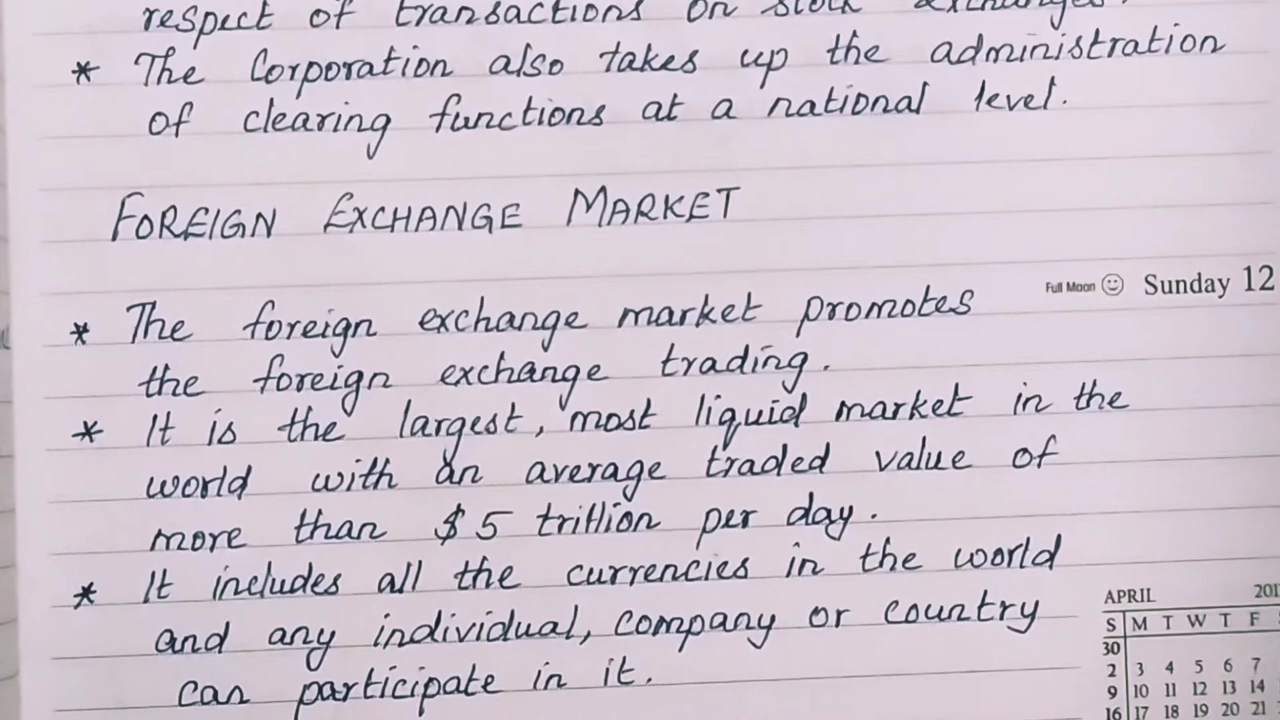 respect of transactions on stock exchanges.
* The Corporation also takes up the administration
of clearing functions at a national level.
FOREIGN EXCHANGE MARKET
Full Moon ☺ Sunday 12
* The foreign exchange market promotes
the foreign exchange trading.
* It is the largest, most liquid market in the
world with an average traded value of
more than $5 trillion per day.
* It includes all the currencies in the world
and any individual, company or country
can participate in it.
APRIL 201
S M T W T F
30
2 3 4 5 6 7
9 10 11 12 13 14
16 17 18 19 20 21